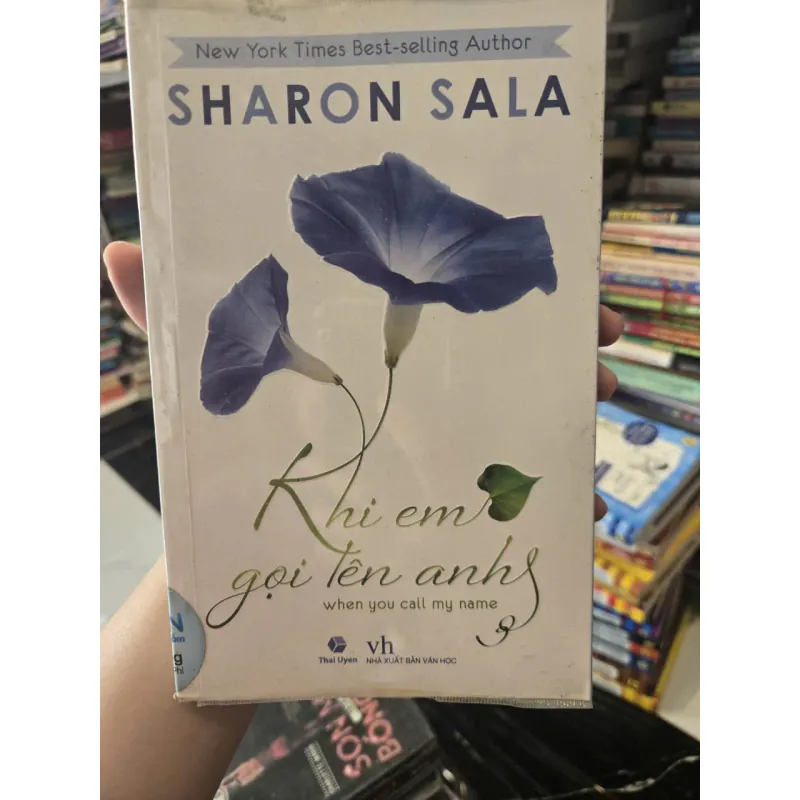 New York Times Best-selling Author
SHARON SALA
Khi em
gọi tên anh
when you call my name
Thai Uyen
vh
NHÀ XUẤT BẢN VĂN HỌC